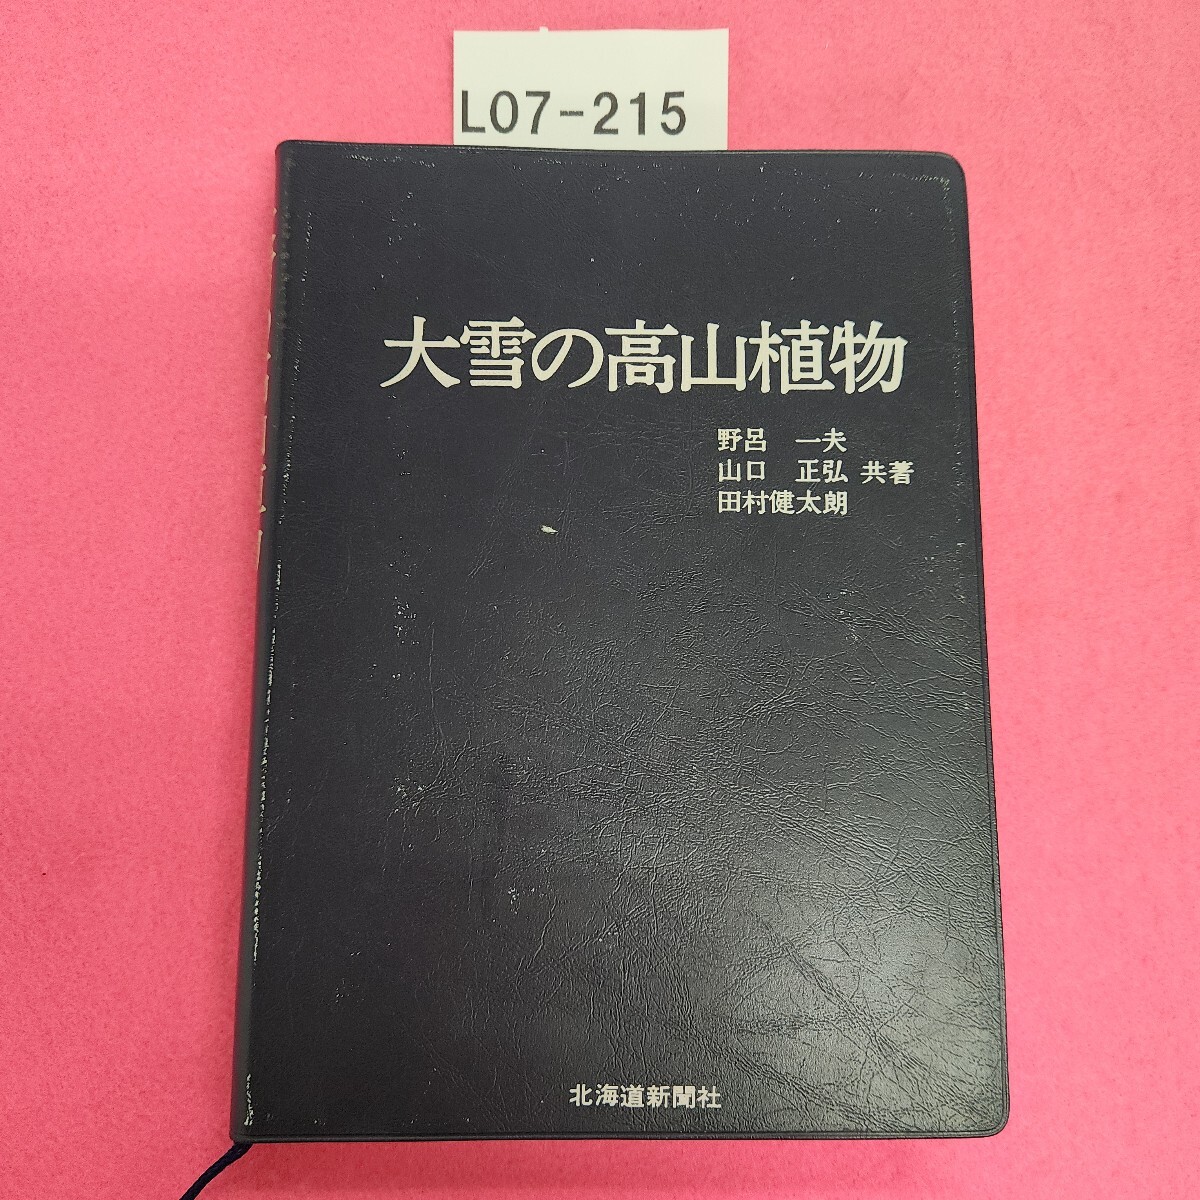 L07-215
大雪の高山植物
野呂 一夫
山口 正弘 共著
田村健太朗
北海道新聞社